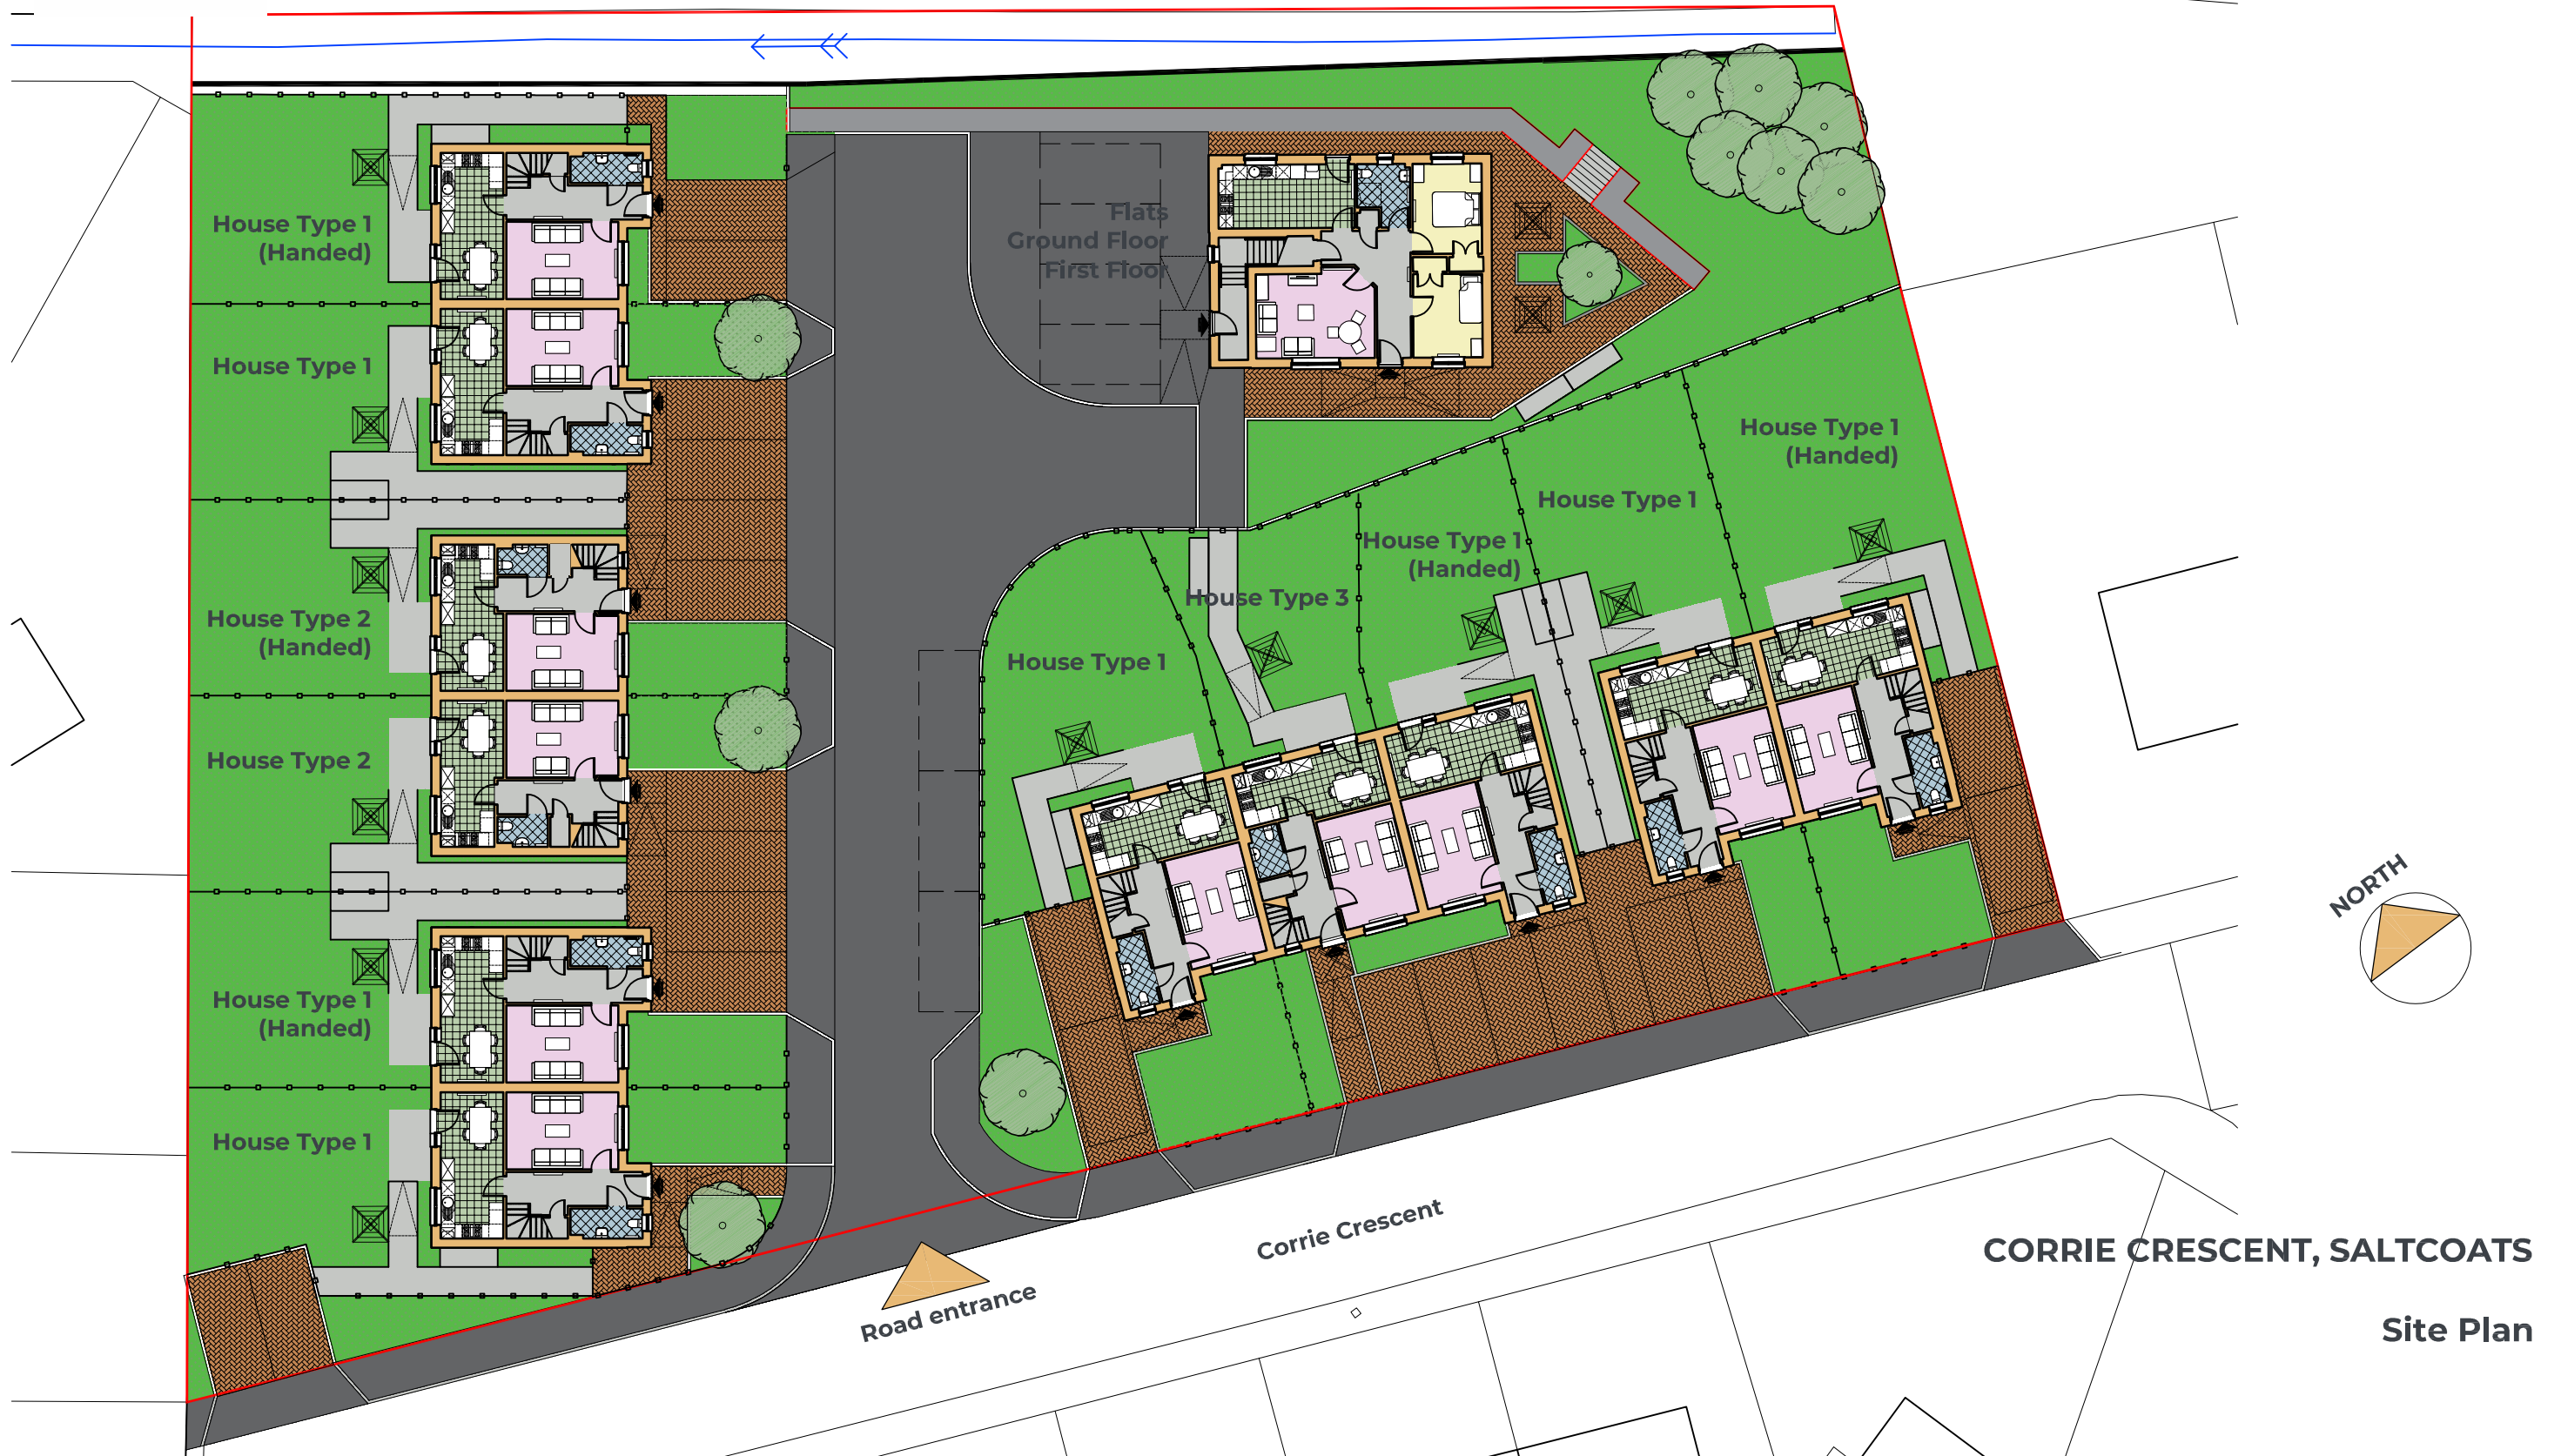 House Type 1
(Handed)
House Type 1
House Type 2
(Handed)
House Type 2
House Type 1
(Handed)
House Type 1
Flats
Ground Floor
First Floor
House Type 1
(Handed)
House Type 1
House Type 1
(Handed)
House Type 3
House Type 1
NORTH
Corrie Crescent
Road entrance
CORRIE CRESCENT, SALTCOATS
Site Plan